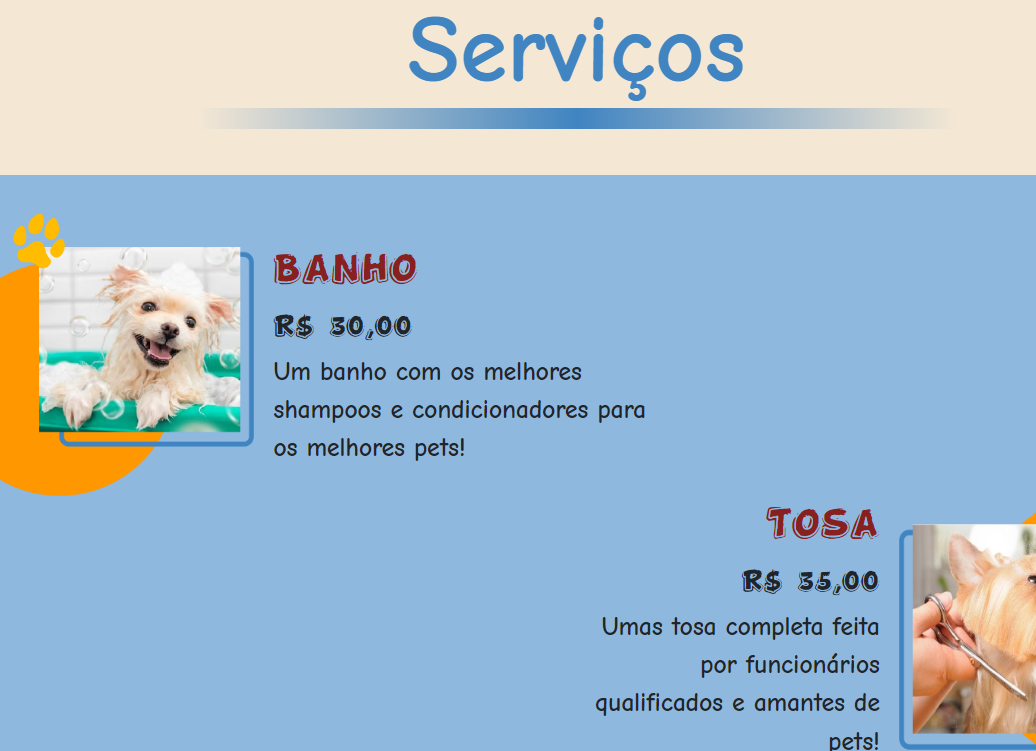 Serviços
BANHO
R$ 30,00
Um banho com os melhores
shampoos e condicionadores para
os melhores pets!
TOSA
R$ 35,00
Umas tosa completa feita
por funcionários
qualificados e amantes de
pets!